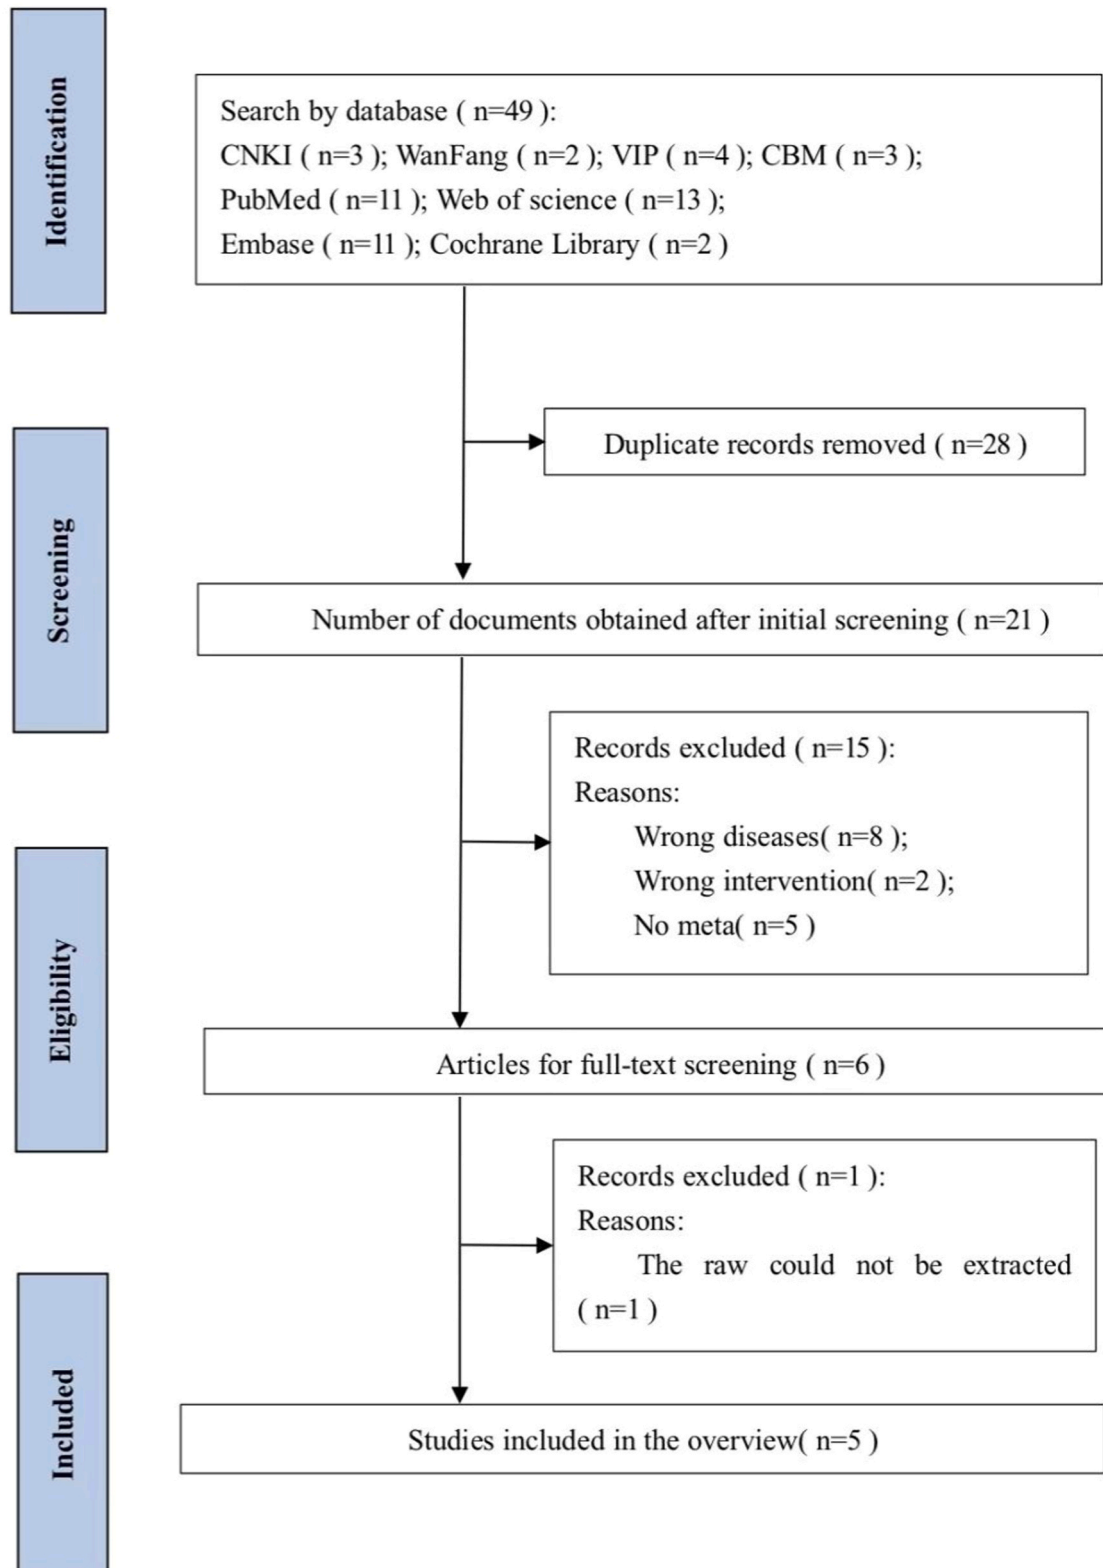 Identification
Search by database ( n=49 ):
CNKI ( n=3 ); WanFang ( n=2 ); VIP ( n=4 ); CBM ( n=3 );
PubMed ( n=11 ); Web of science ( n=13 );
Embase ( n=11 ); Cochrane Library ( n=2 )
Duplicate records removed ( n=28 )
Screening
Number of documents obtained after initial screening ( n=21 )
Records excluded ( n=15 ):
Reasons:
Wrong diseases( n=8 );
Wrong intervention( n=2 );
No meta( n=5 )
Eligibility
Articles for full-text screening ( n=6 )
Records excluded ( n=1 ):
Reasons:
The raw could not be extracted
( n=1 )
Included
Studies included in the overview( n=5 )